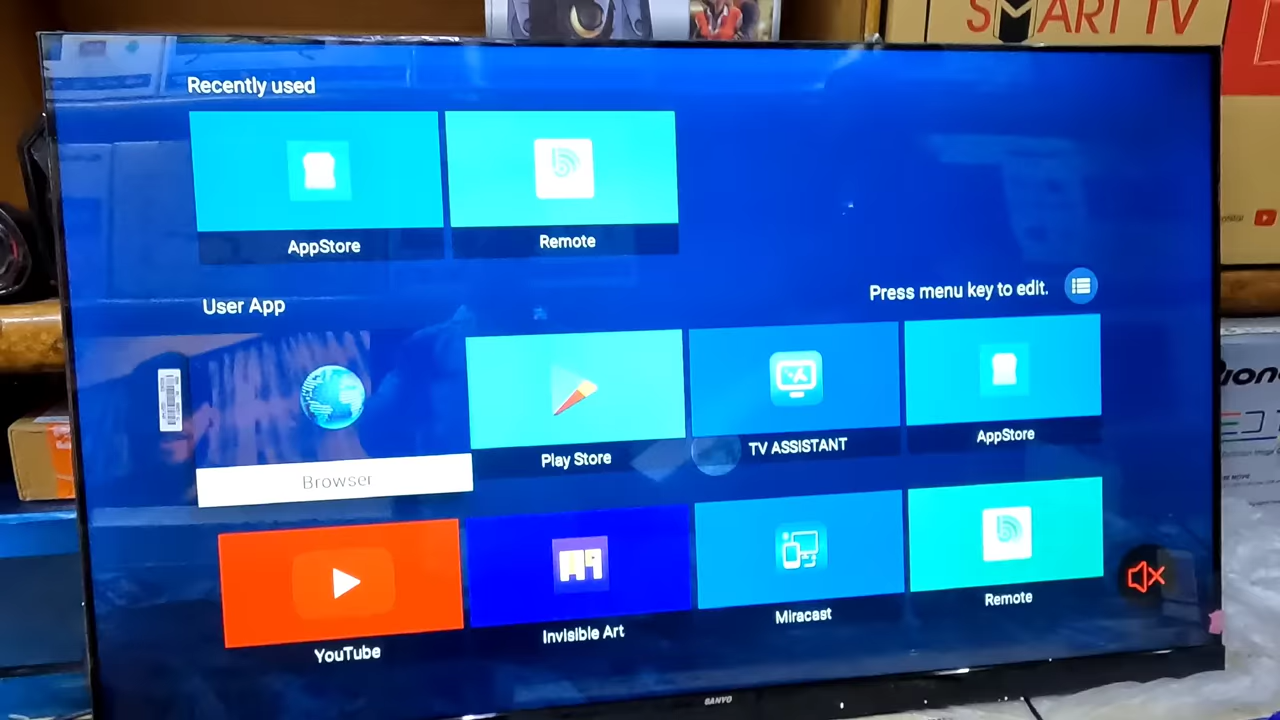 SMART TV
Recently used
AppStore
Remote
Press menu key to edit.
User App
Browser
Play Store
TV ASSISTANT
AppStore
YouTube
Invisible Art
Miracast
Remote
SANYO